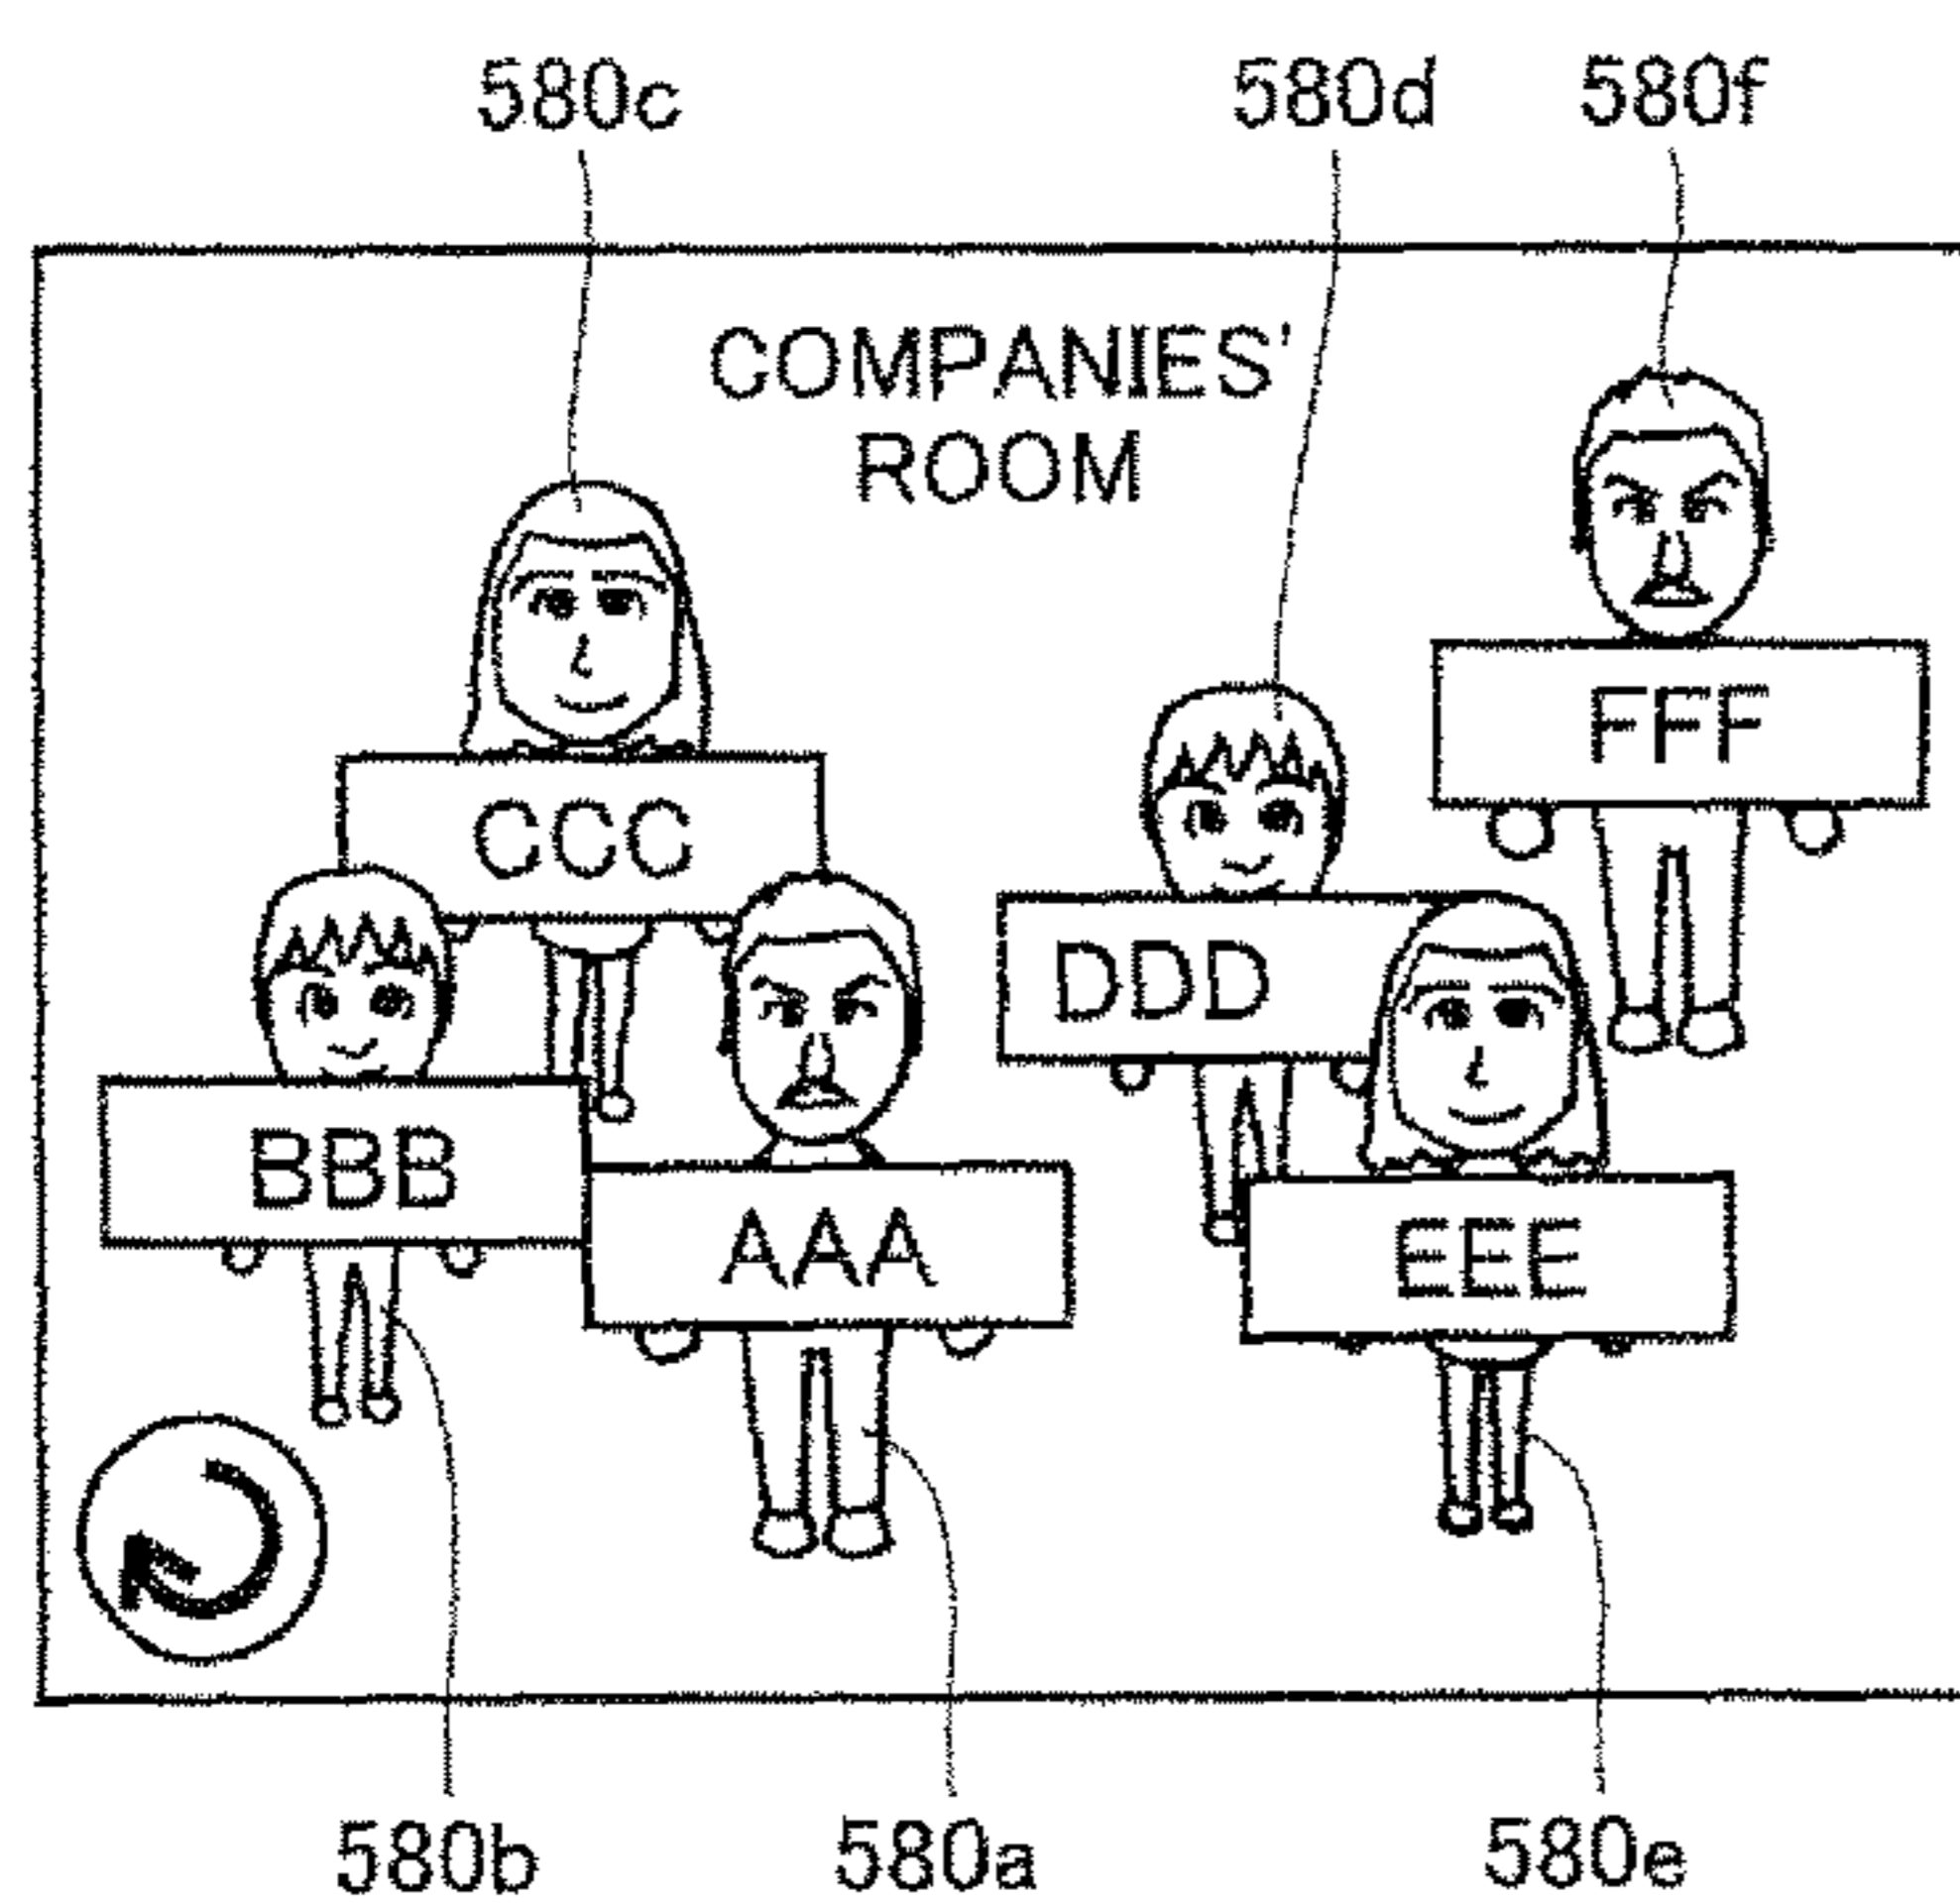 580c 580d 580f
COMPANIES'
ROOM
FFF
CCC
DDD
BBB
AAA
EEE
580b 580a 580e